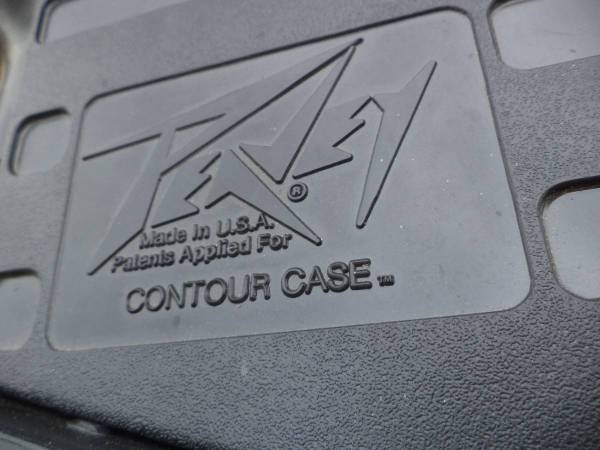 PEAVEY®
Made In U.S.A.
Patents Applied For
CONTOUR CASE™